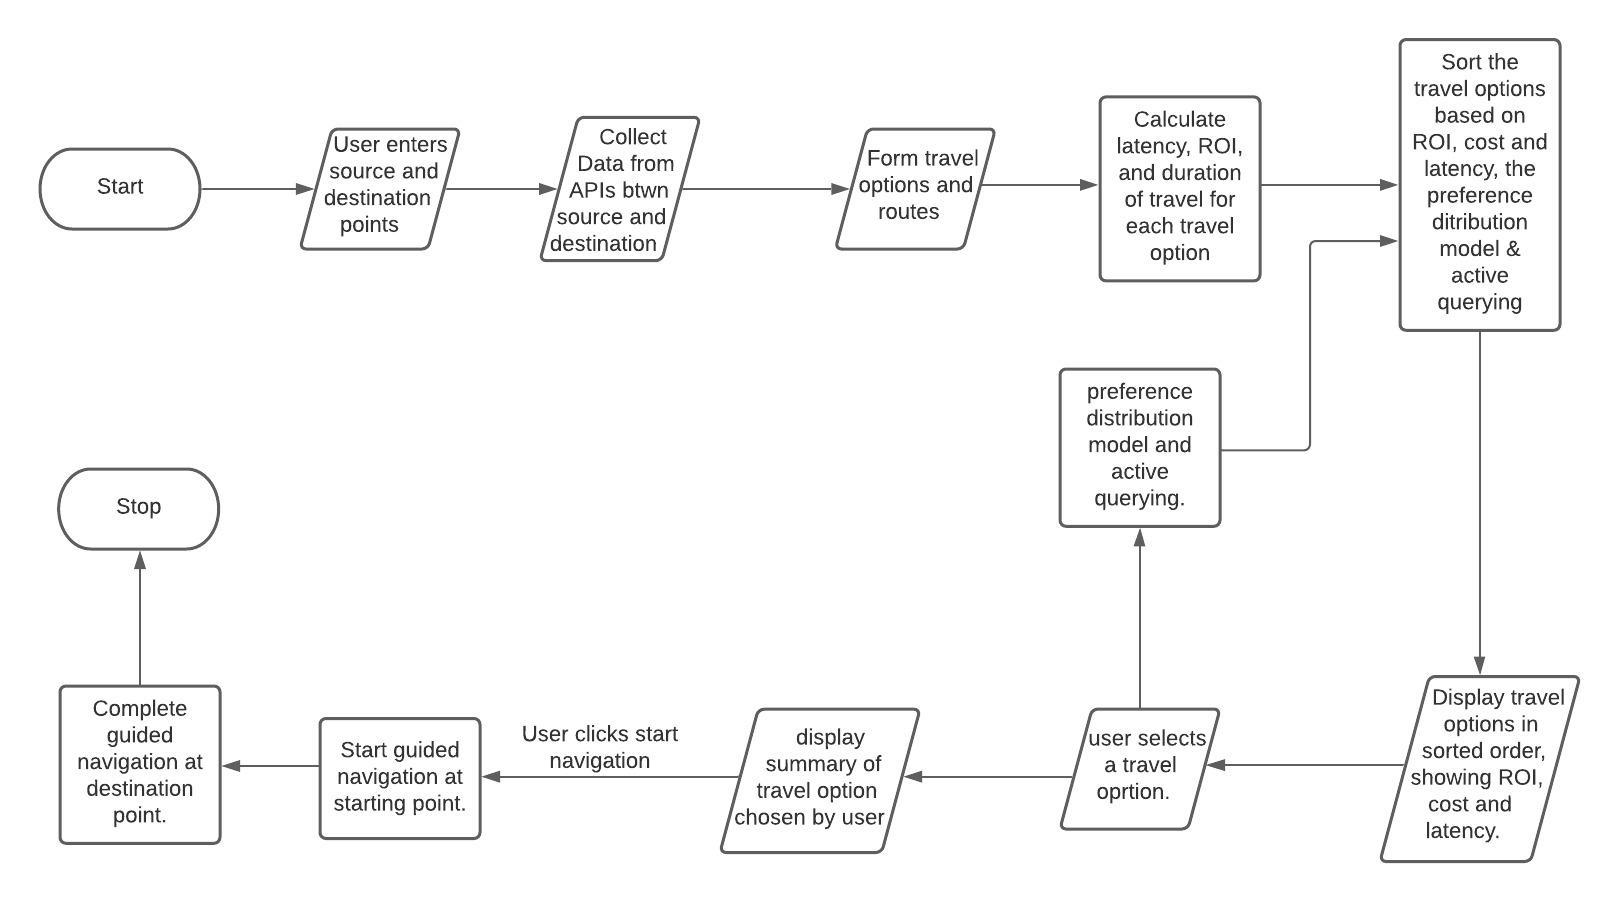 Start
User enters
source and
destination
points
Collect
Data from
APIs btwn
source and
destination
Form travel
options and
routes
Calculate
latency, ROI,
and duration
of travel for
each travel
option
Sort the
travel options
based on
ROI, cost and
latency, the
preference
ditribution
model &
active
querying
preference
distribution
model and
active
querying.
Stop
Complete
guided
navigation at
destination
point.
Start guided
navigation at
starting point.
User clicks start
navigation
display
summary of
travel option
chosen by user
user selects
a travel
oprtion.
Display travel
options in
sorted order,
showing ROI,
cost and
latency.